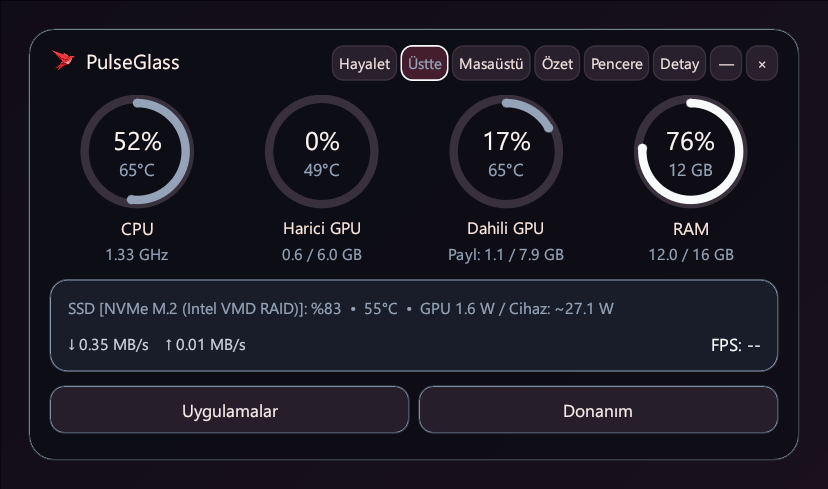 PulseGlass
Hayalet Üstte Masaüstü Özet Pencere Detay — ×
52% 0% 17% 76%
65°C 49°C 65°C 12 GB
CPU Harici GPU Dahili GPU RAM
1.33 GHz 0.6 / 6.0 GB Payl: 1.1 / 7.9 GB 12.0 / 16 GB
SSD [NVMe M.2 (Intel VMD RAID)]: %83 • 55°C • GPU 1.6 W / Cihaz: ~27.1 W
↓ 0.35 MB/s ↑ 0.01 MB/s FPS: --
Uygulamalar Donanım